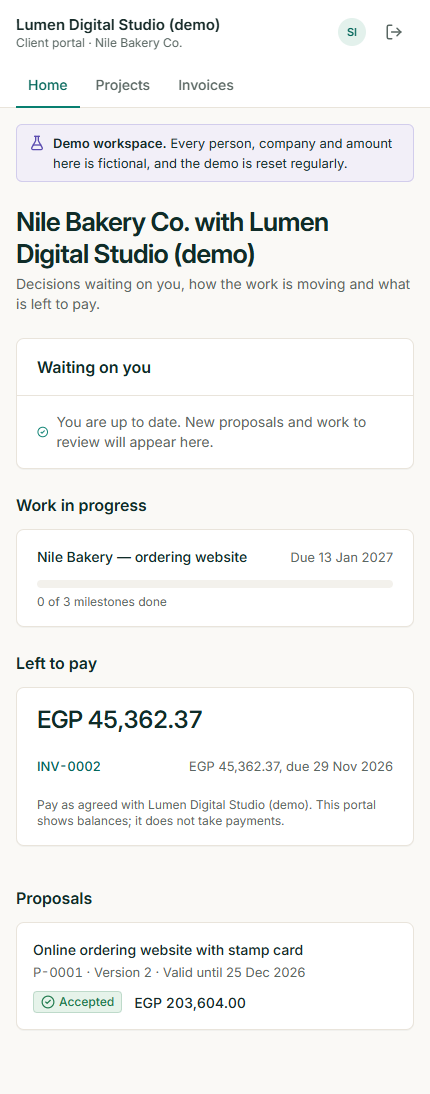 Lumen Digital Studio (demo)
Client portal · Nile Bakery Co.
SI
Home Projects Invoices
Demo workspace. Every person, company and amount
here is fictional, and the demo is reset regularly.
Nile Bakery Co. with Lumen
Digital Studio (demo)
Decisions waiting on you, how the work is moving and what
is left to pay.
Waiting on you
You are up to date. New proposals and work to
review will appear here.
Work in progress
Nile Bakery — ordering website Due 13 Jan 2027
0 of 3 milestones done
Left to pay
EGP 45,362.37
INV-0002 EGP 45,362.37, due 29 Nov 2026
Pay as agreed with Lumen Digital Studio (demo). This portal
shows balances; it does not take payments.
Proposals
Online ordering website with stamp card
P-0001 · Version 2 · Valid until 25 Dec 2026
Accepted EGP 203,604.00